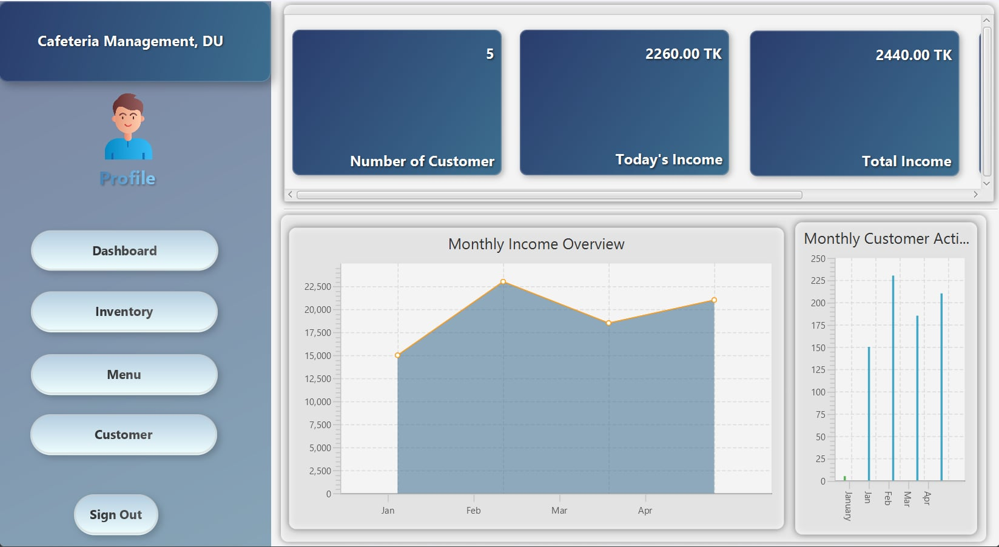 Cafeteria Management, DU
Profile
Dashboard
Inventory
Menu
Customer
Sign Out
5
Number of Customer
2260.00 TK
Today's Income
2440.00 TK
Total Income
Monthly Income Overview
22,500
20,000
17,500
15,000
12,500
10,000
7,500
5,000
2,500
0
Jan Feb Mar Apr
Monthly Customer Acti...
250
225
200
175
150
125
100
75
50
25
0
January Jan Feb Mar Apr